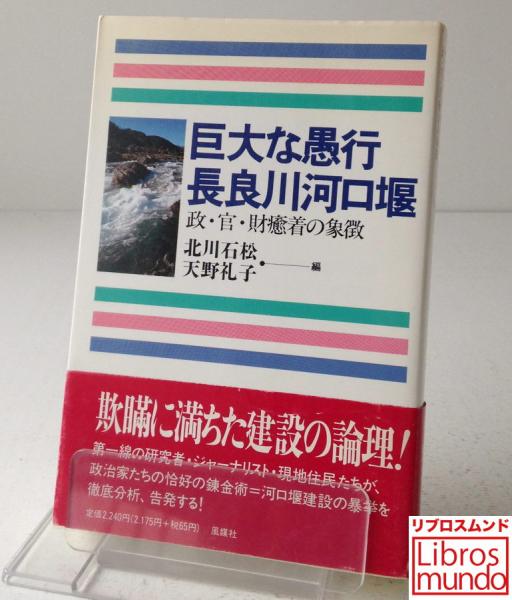 巨大な愚行
長良川河口堰
政・官・財癒着の象徴
北川石松
天野礼子
編
欺瞞に満ちた建設の論理!
第一線の研究者・ジャーナリスト・現地住民たちが、
政治家たちの恰好の錬金術=河口堰建設の暴挙を
徹底分析、告発する!
定価2,240円(2,175円+税65円)
風媒社
リブロスムンド
Libros
mundo